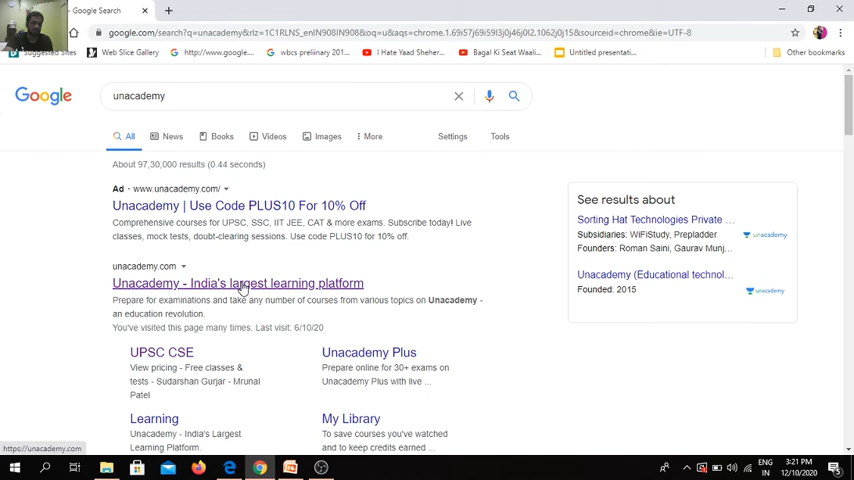 - Google Search
google.com/search?q=unacademy&rlz=1C1RLNS_enIN908IN908&oq=u&aqs=chrome.1.69i57j69i59l3j0j46j0l2.1062j0j15&sourceid=chrome&ie=UTF-8
Suggested Sites
Web Slice Gallery
http://www.google....
wbcs preliinary 201...
I Hate Yaad Sheher...
Bagal Ki Seat Waali...
Untitled presentati...
Other bookmarks
Google
unacademy
All
News
Books
Videos
Images
More
Settings
Tools
About 97,30,000 results (0.44 seconds)
Ad · www.unacademy.com/
Unacademy | Use Code PLUS10 For 10% Off
Comprehensive courses for UPSC, SSC, IIT JEE, CAT & more exams. Subscribe today! Live
classes, mock tests, doubt-clearing sessions. Use code PLUS10 for 10% off.
unacademy.com
Unacademy - India's largest learning platform
Prepare for examinations and take any number of courses from various topics on Unacademy -
an education revolution.
You've visited this page many times. Last visit: 6/10/20
UPSC CSE
View pricing - Free classes &
tests - Sudarshan Gurjar - Mrunal
Patel
Unacademy Plus
Prepare online for 30+ exams on
Unacademy Plus with live ...
Learning
Unacademy - India's Largest
Learning Platform.
My Library
To save courses you've watched
and to keep credits earned ...
See results about
Sorting Hat Technologies Private ...
Subsidiaries: WiFiStudy, Prepladder
Founders: Roman Saini, Gaurav Munj...
unacademy
Unacademy (Educational technol...
Founded: 2015
unacademy
https://unacademy.com
ENG
IN
3:21 PM
12/10/2020